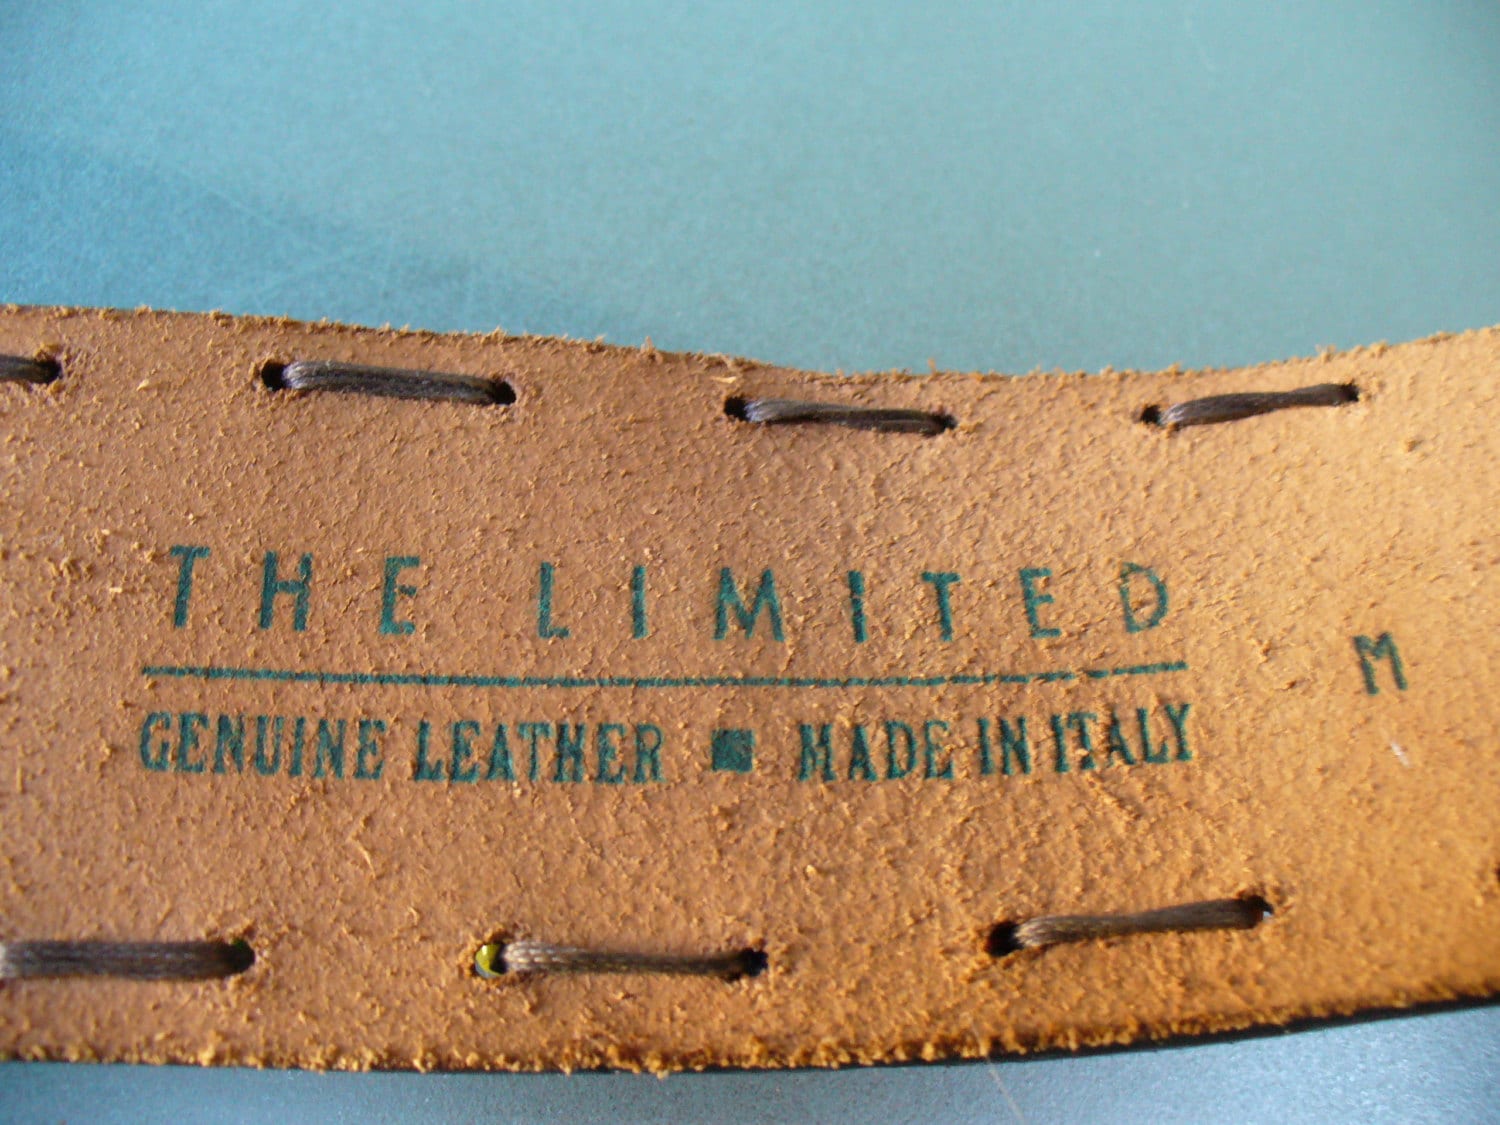 THE LIMITED
GENUINE LEATHER ■ MADE IN ITALY
M